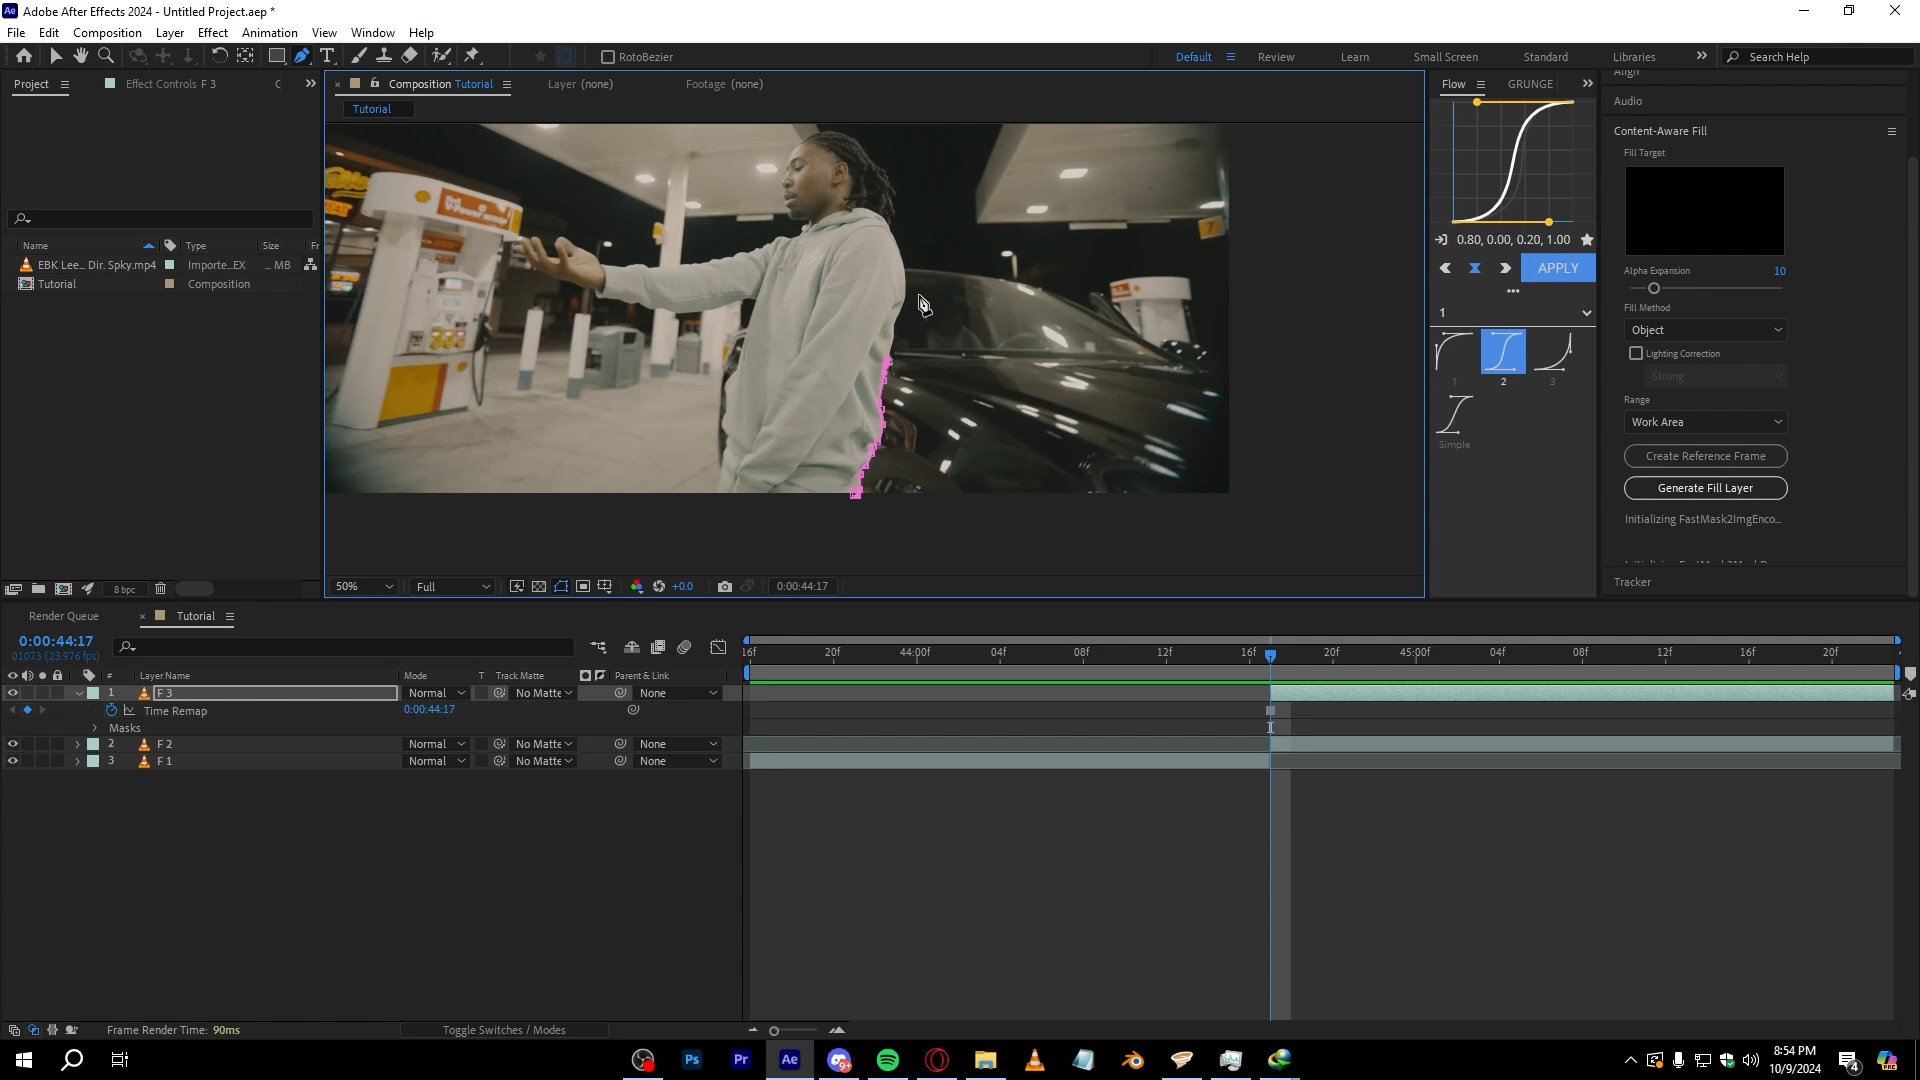 Adobe After Effects 2024 - Untitled Project.aep *
File Edit Composition Layer Effect Animation View Window Help
RotoBezier
Default Review Learn Small Screen Standard Libraries Search Help
Project Effect Controls F 3
Composition Tutorial Layer (none) Footage (none)
Tutorial
Flow GRUNGE
Align
Audio
Content-Aware Fill
Fill Target
Name Type Size Fr
EBK Lee... Dir. Spky.mp4 Importe...EX ... MB
Tutorial Composition
V-Power
7
0.80, 0.00, 0.20, 1.00
APPLY
1
1 2 3
Simple
Alpha Expansion 10
Fill Method
Object
Lighting Correction
Strong
Range
Work Area
Create Reference Frame
Generate Fill Layer
Initializing FastMask2ImgEnco...
Tracker
8 bpc
50% Full +0.0 0:00:44:17
Render Queue Tutorial
0:00:44:17
01073 (23.976 fps)
16f 20f 44:00f 04f 08f 12f 16f 20f 45:00f 04f 08f 12f 16f 20f
# Layer Name Mode T Track Matte Parent & Link
1 F 3 Normal No Matte None
Time Remap 0:00:44:17
Masks
2 F 2 Normal No Matte None
3 F 1 Normal No Matte None
Frame Render Time: 90ms Toggle Switches / Modes
Ps Pr Ae 9+
8:54 PM
10/9/2024
4
PRE